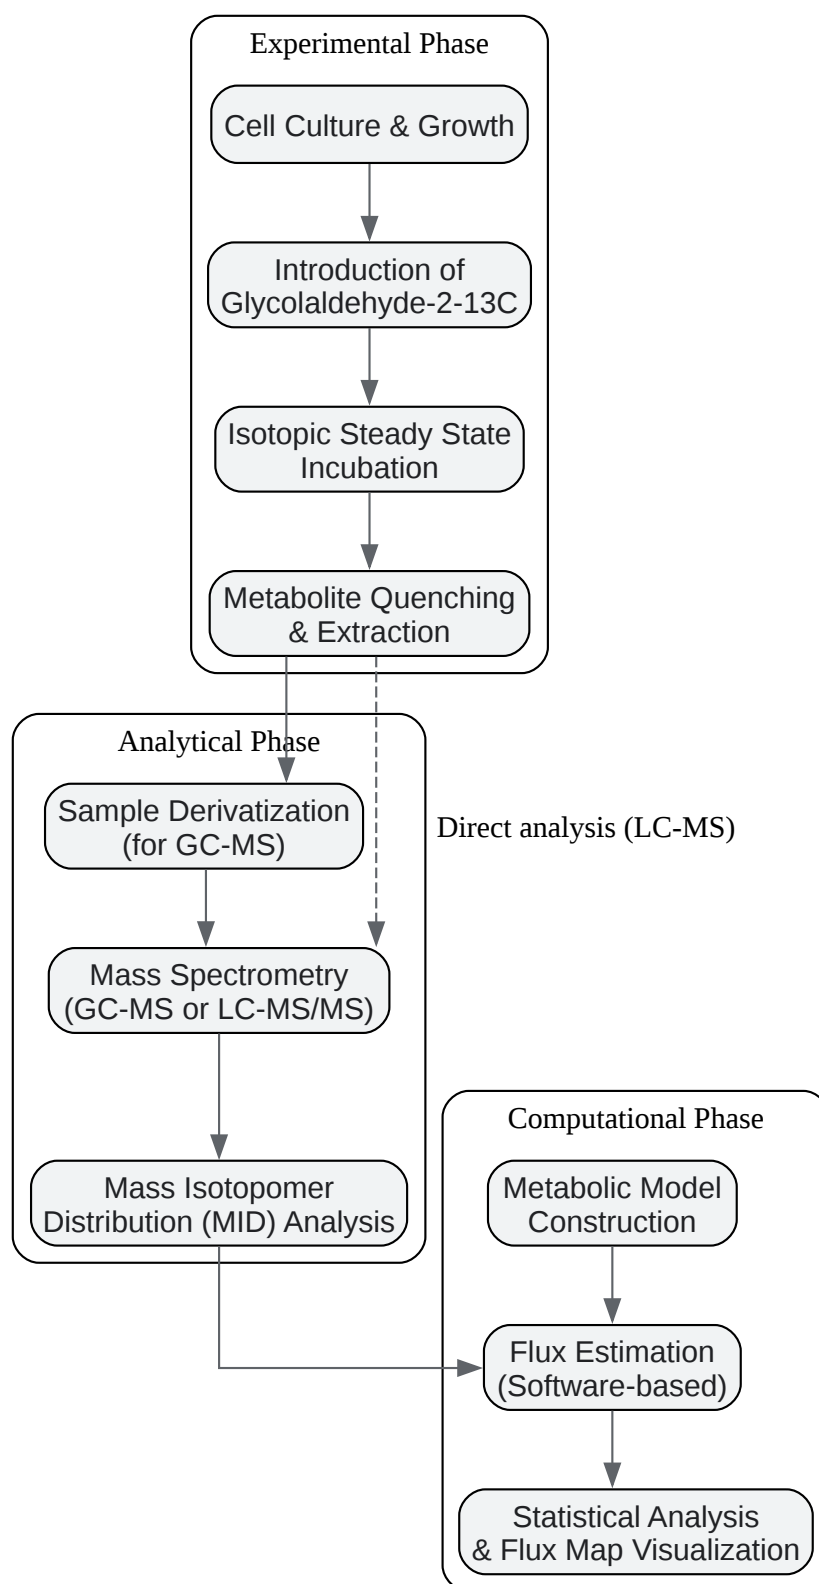 Experimental Phase
Cell Culture & Growth
Introduction of
Glycolaldehyde-2-13C
Isotopic Steady State
Incubation
Metabolite Quenching
& Extraction
Analytical Phase
Sample Derivatization
(for GC-MS)
Direct analysis (LC-MS)
Mass Spectrometry
(GC-MS or LC-MS/MS)
Mass Isotopomer
Distribution (MID) Analysis
Computational Phase
Metabolic Model
Construction
Flux Estimation
(Software-based)
Statistical Analysis
& Flux Map Visualization